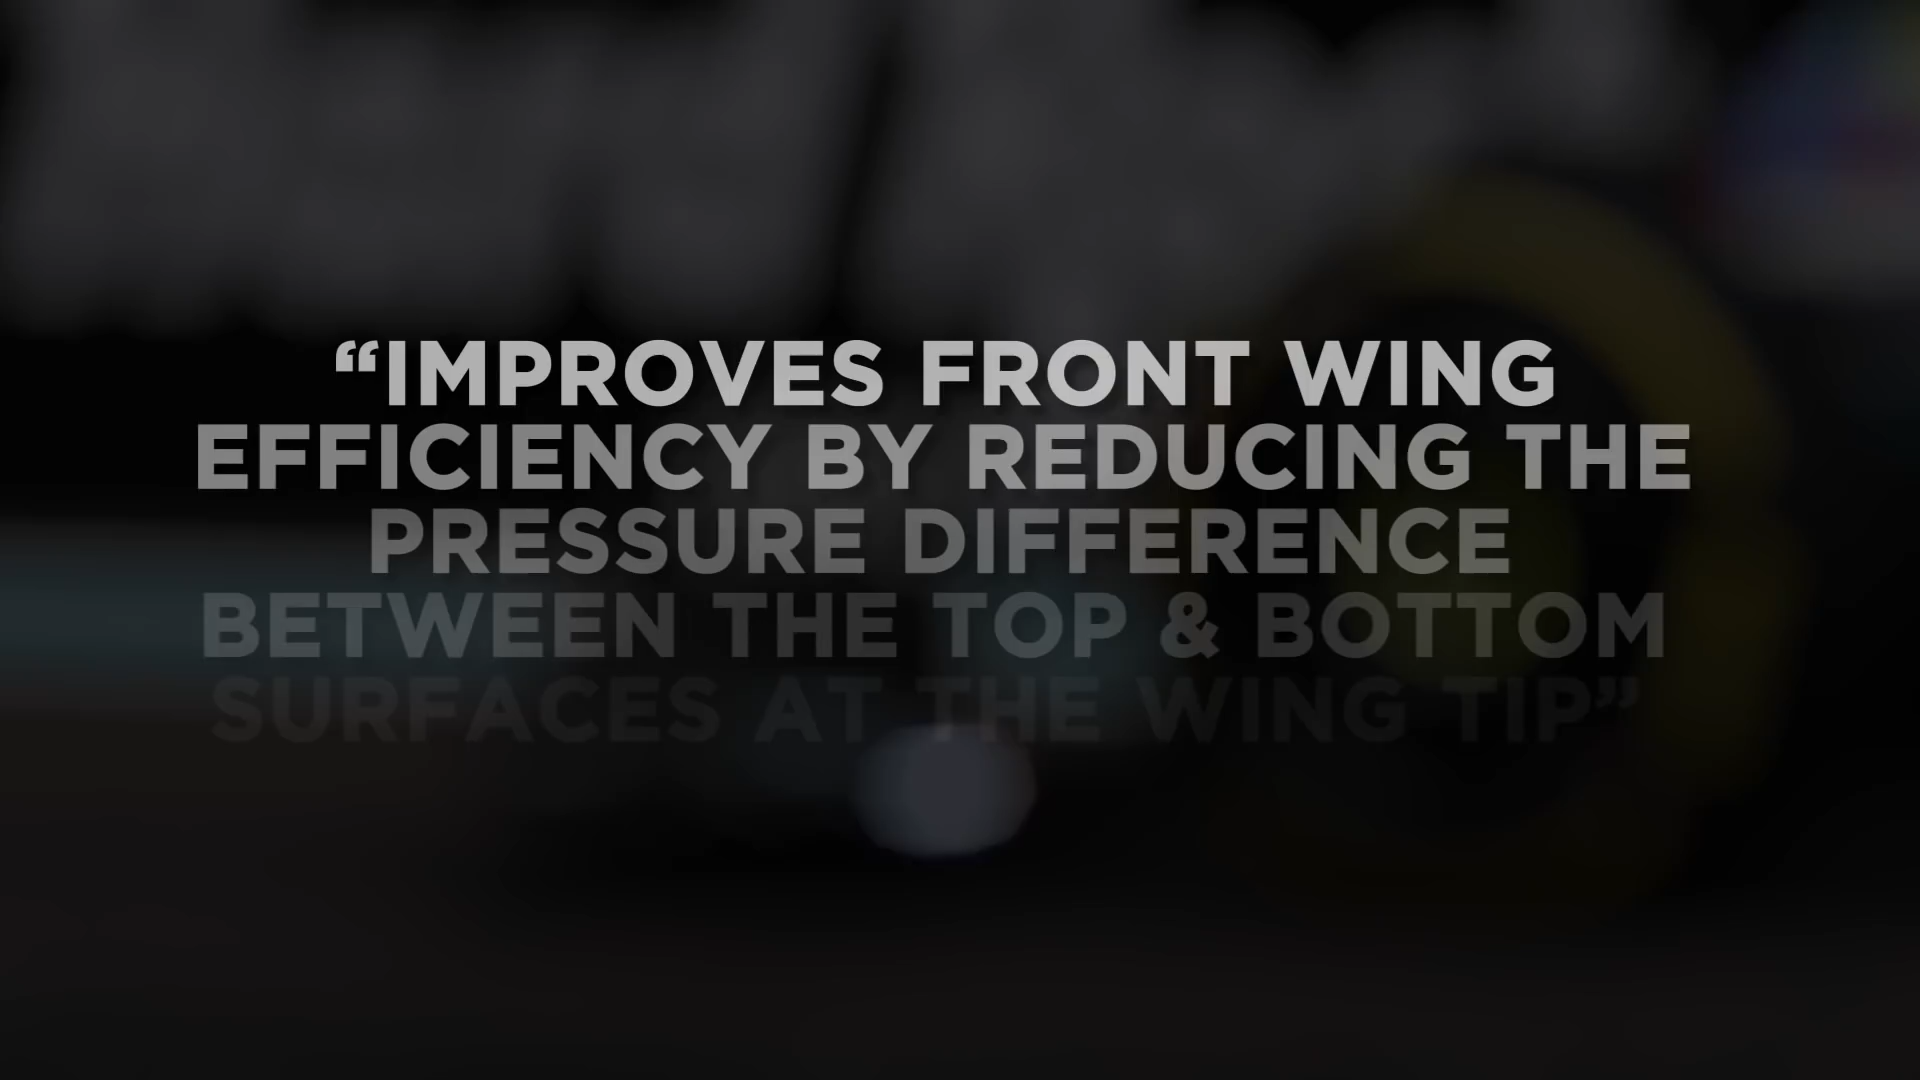 “IMPROVES FRONT WING
EFFICIENCY BY REDUCING THE
PRESSURE DIFFERENCE
BETWEEN THE TOP & BOTTOM
SURFACES AT THE WING TIP”